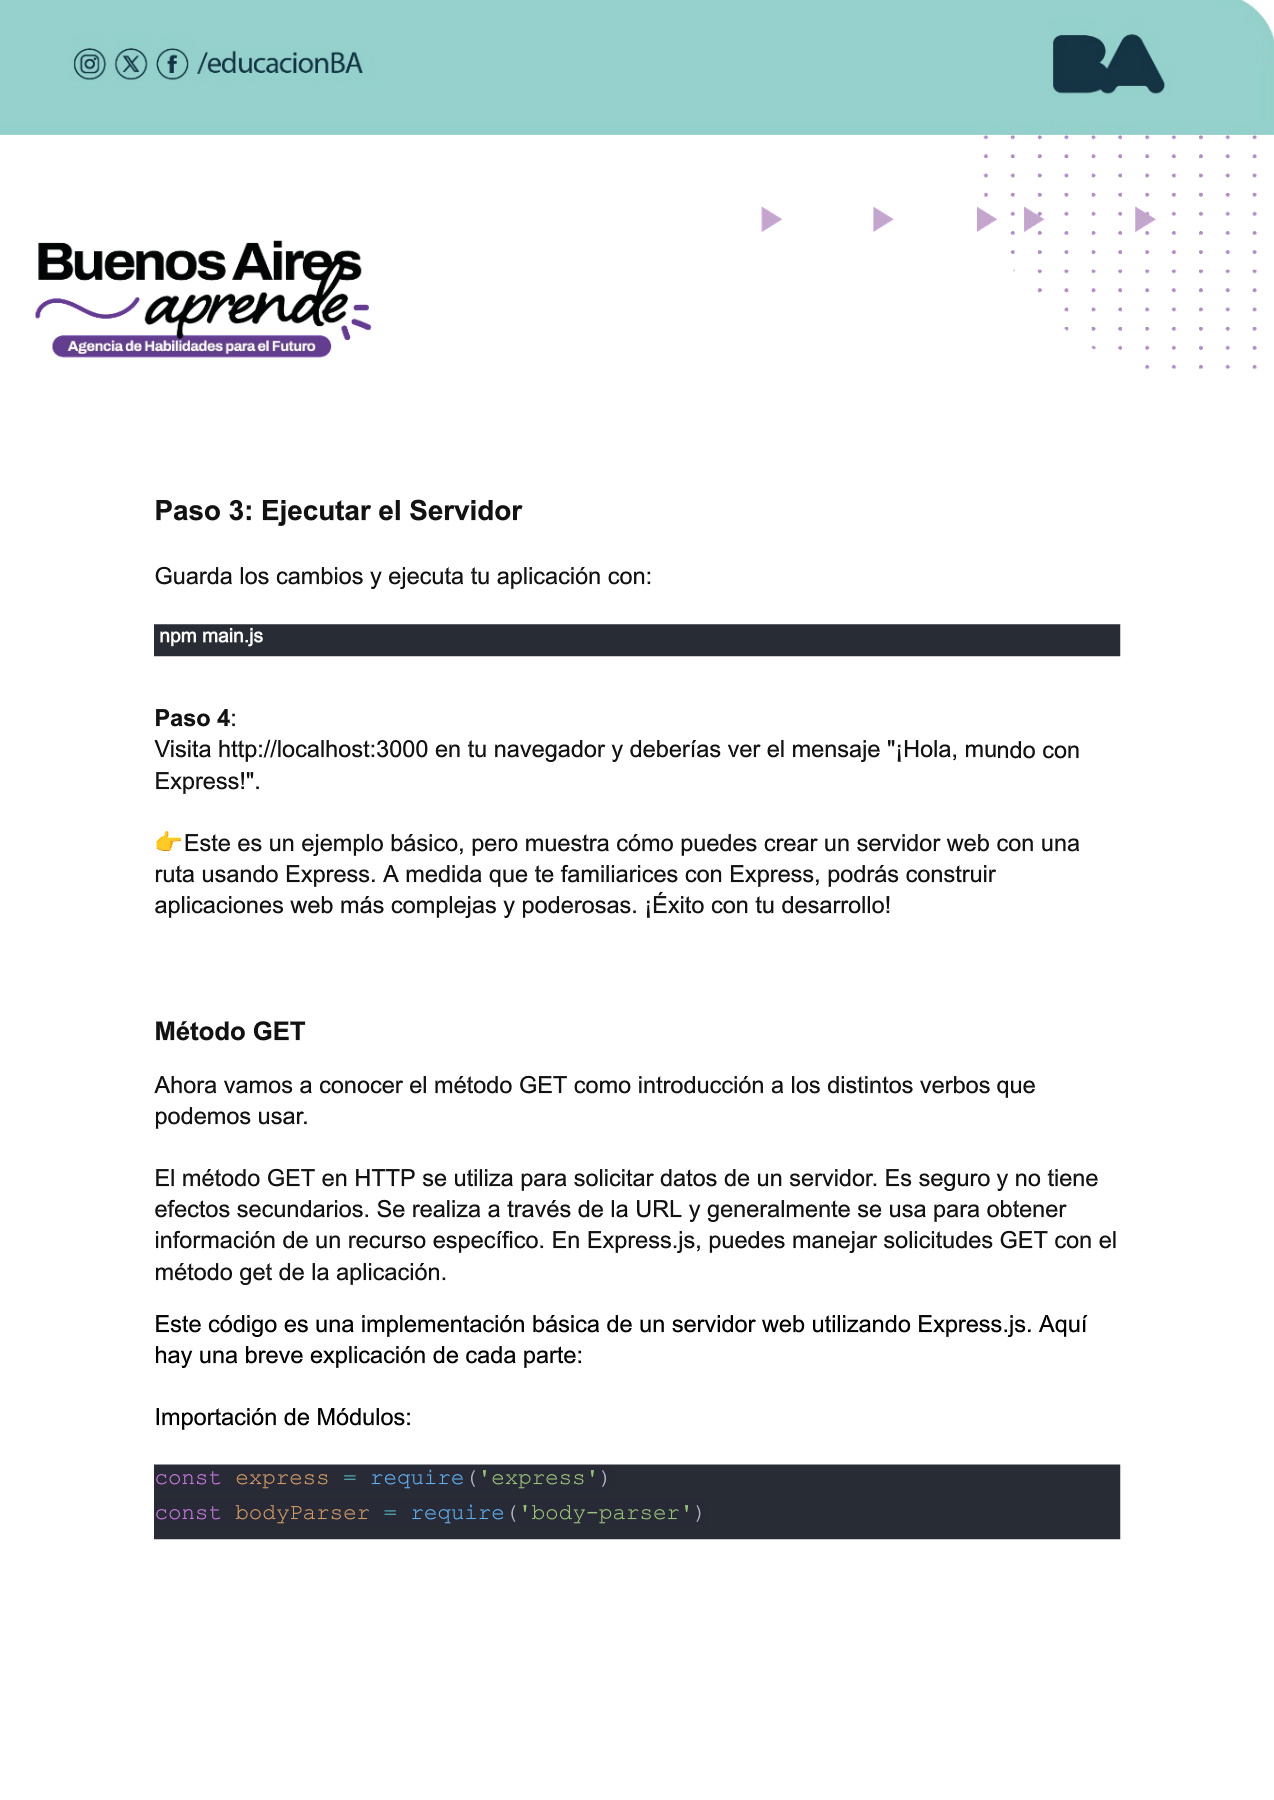 /educacionBA
BA
Buenos Aires
aprende
Agencia de Habilidades para el Futuro
Paso 3: Ejecutar el Servidor
Guarda los cambios y ejecuta tu aplicación con:
npm main.js
Paso 4:
Visita http://localhost:3000 en tu navegador y deberías ver el mensaje "¡Hola, mundo con
Express!".
👉Este es un ejemplo básico, pero muestra cómo puedes crear un servidor web con una
ruta usando Express. A medida que te familiarices con Express, podrás construir
aplicaciones web más complejas y poderosas. ¡Éxito con tu desarrollo!
Método GET
Ahora vamos a conocer el método GET como introducción a los distintos verbos que
podemos usar.
El método GET en HTTP se utiliza para solicitar datos de un servidor. Es seguro y no tiene
efectos secundarios. Se realiza a través de la URL y generalmente se usa para obtener
información de un recurso específico. En Express.js, puedes manejar solicitudes GET con el
método get de la aplicación.
Este código es una implementación básica de un servidor web utilizando Express.js. Aquí
hay una breve explicación de cada parte:
Importación de Módulos:
const express = require('express')
const bodyParser = require('body-parser')